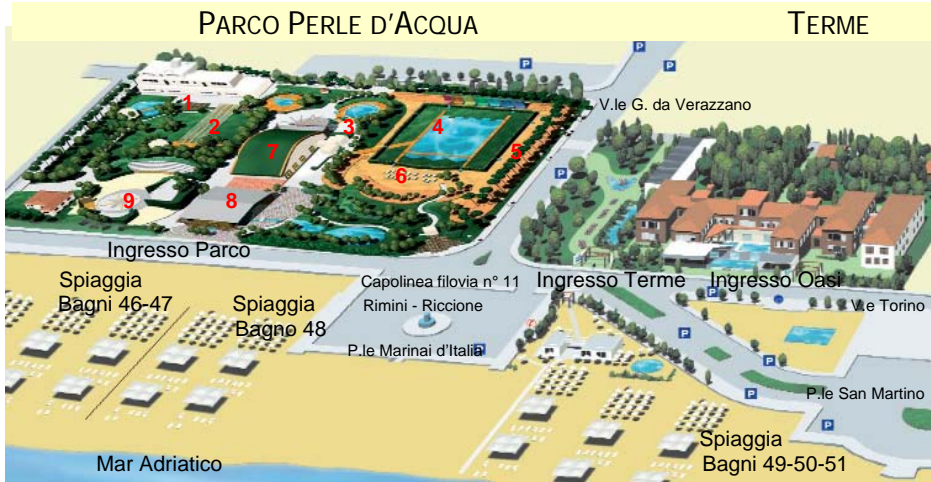 PARCO PERLE D'ACQUA TERME
P
P
P
V.le G. da Verazzano
1
2
3
4
5
6
7
8
9
P
P
Ingresso Parco
Capolinea filovia n° 11
Rimini - Riccione
P.le Marinai d'Italia
Ingresso Terme
Ingresso Oasi
V.e Torino
Spiaggia
Bagni 46-47
Spiaggia
Bagno 48
P
P
P
P
P
P
P.le San Martino
P
P
Spiaggia
Bagni 49-50-51
Mar Adriatico